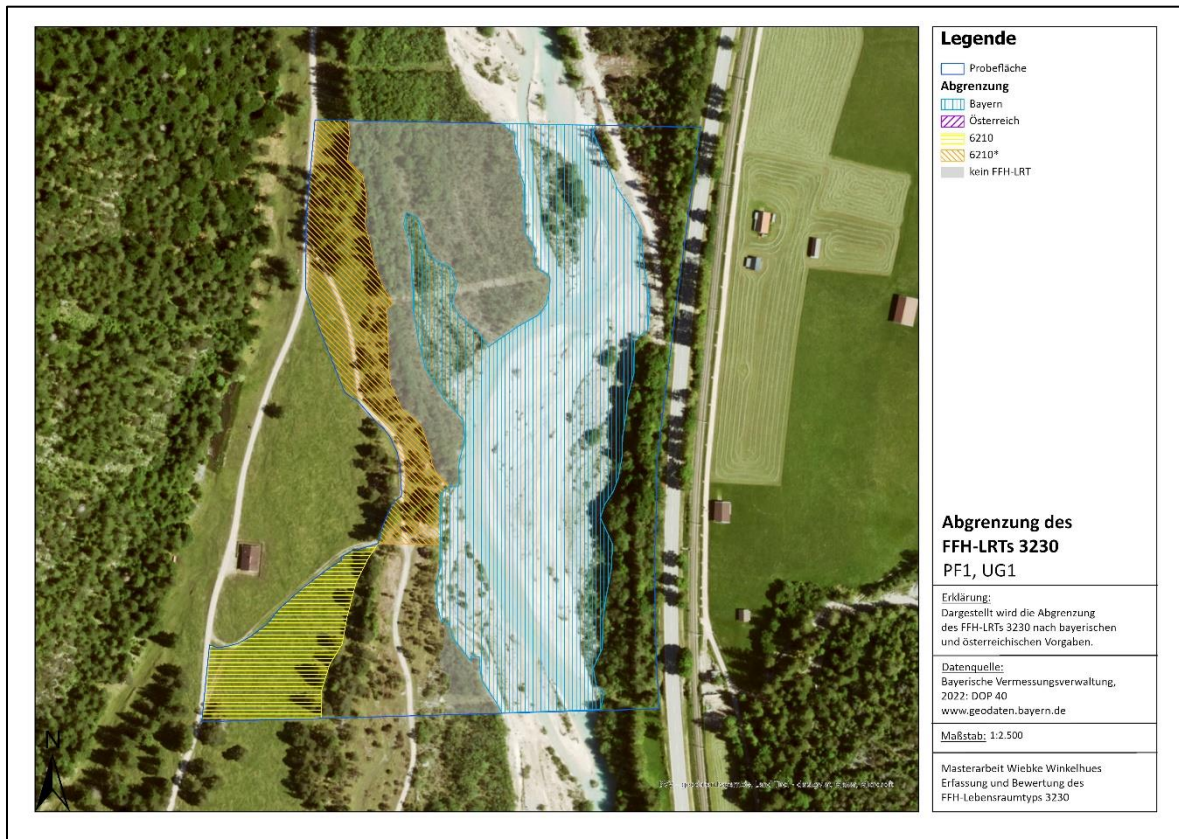 Legende
Probefläche
Abgrenzung
Bayern
Österreich
6210
6210*
kein FFH-LRT
Abgrenzung des
FFH-LRTs 3230
PF1, UG1
Erklärung:
Dargestellt wird die Abgrenzung
des FFH-LRTs 3230 nach bayerischen
und österreichischen Vorgaben.
Datenquelle:
Bayerische Vermessungsverwaltung,
2022: DOP 40
www.geodaten.bayern.de
Maßstab: 1:2.500
Masterarbeit Wiebke Winkelhues
Erfassung und Bewertung des
FFH-Lebensraumtyps 3230
N